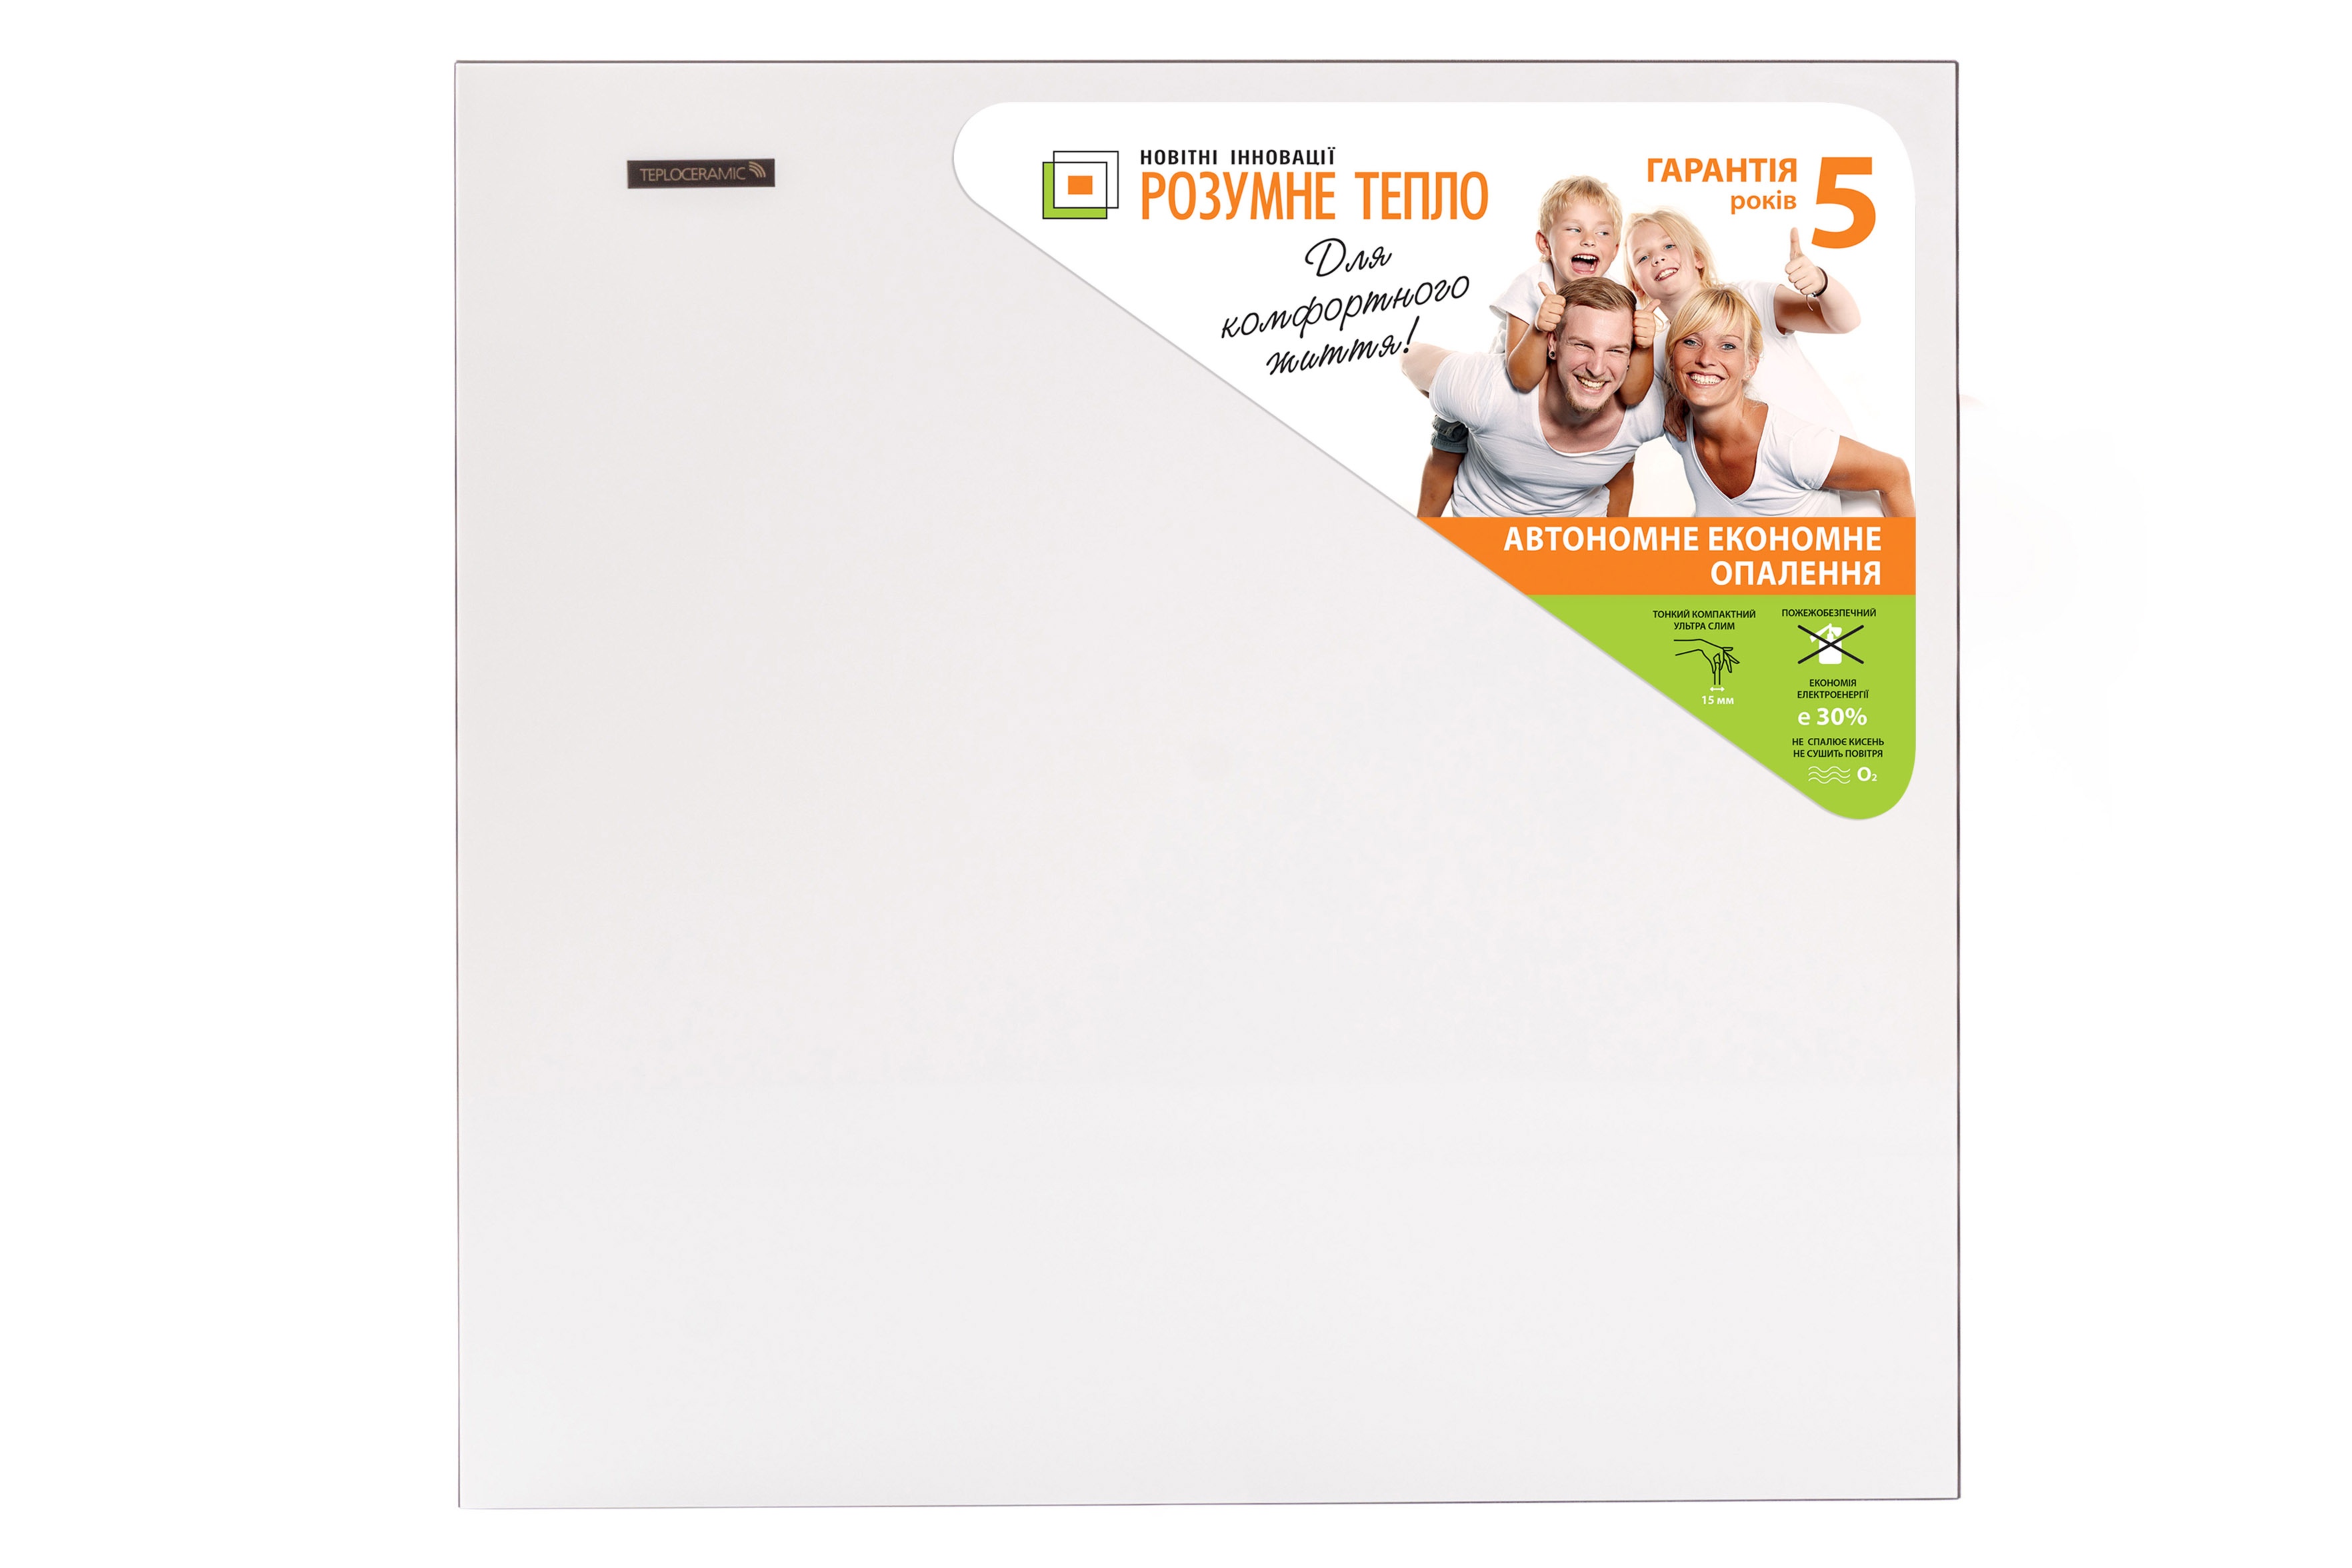 TEPLOCERAMIC
НОВІТНІ ІННОВАЦІЇ
РОЗУМНЕ ТЕПЛО
Для
комфортного
життя!
ГАРАНТІЯ
років
5
АВТОНОМНЕ ЕКОНОМНЕ
ОПАЛЕННЯ
ТОНКИЙ КОМПАКТНИЙ
УЛЬТРА СЛИМ
15 мм
ПОЖЕЖОБЕЗПЕЧНИЙ
ЕКОНОМІЯ
ЕЛЕКТРОЕНЕРГІЇ
е 30%
НЕ СПАЛЮЄ КИСЕНЬ
НЕ СУШИТЬ ПОВІТРЯ
O₂